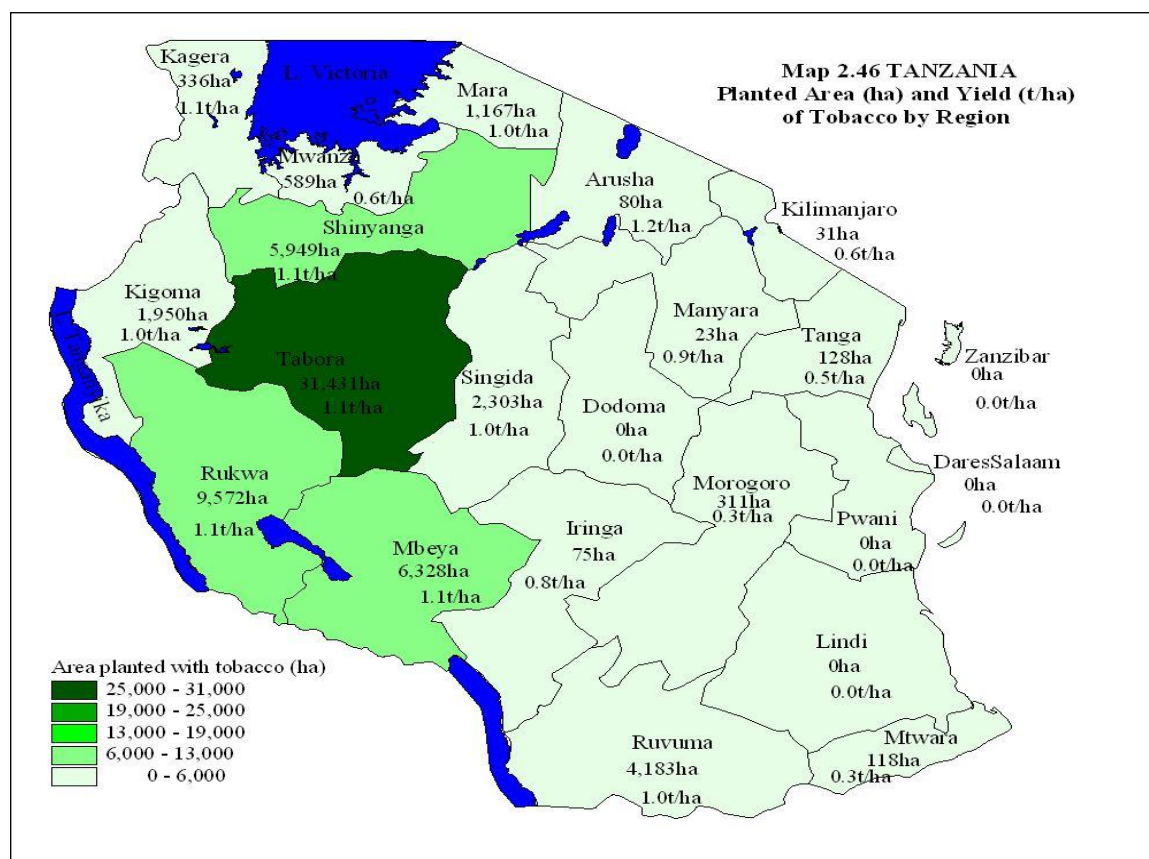 Map 2.46 TANZANIA
Planted Area (ha) and Yield (t/ha)
of Tobacco by Region
Kagera
336ha
1.1t/ha
L. Victoria
Mara
1,167ha
1.0t/ha
Mwanza
589ha
0.6t/ha
Arusha
80ha
1.2t/ha
Kilimanjaro
31ha
0.6t/ha
Shinyanga
5,949ha
1.1t/ha
Kigoma
1,950ha
1.0t/ha
L. Tanganyika
Tabora
31,431ha
1.1t/ha
Singida
2,303ha
1.0t/ha
Manyara
23ha
0.9t/ha
Tanga
128ha
0.5t/ha
Zanzibar
0ha
0.0t/ha
Dodoma
0ha
0.0t/ha
DaresSalaam
0ha
0.0t/ha
Rukwa
9,572ha
1.1t/ha
Morogoro
311ha
0.3t/ha
Pwani
0ha
0.0t/ha
Mbeya
6,328ha
1.1t/ha
Iringa
75ha
0.8t/ha
Lindi
0ha
0.0t/ha
Ruvuma
4,183ha
1.0t/ha
Mtwara
118ha
0.3t/ha
Area planted with tobacco (ha)
25,000 - 31,000
19,000 - 25,000
13,000 - 19,000
6,000 - 13,000
0 - 6,000